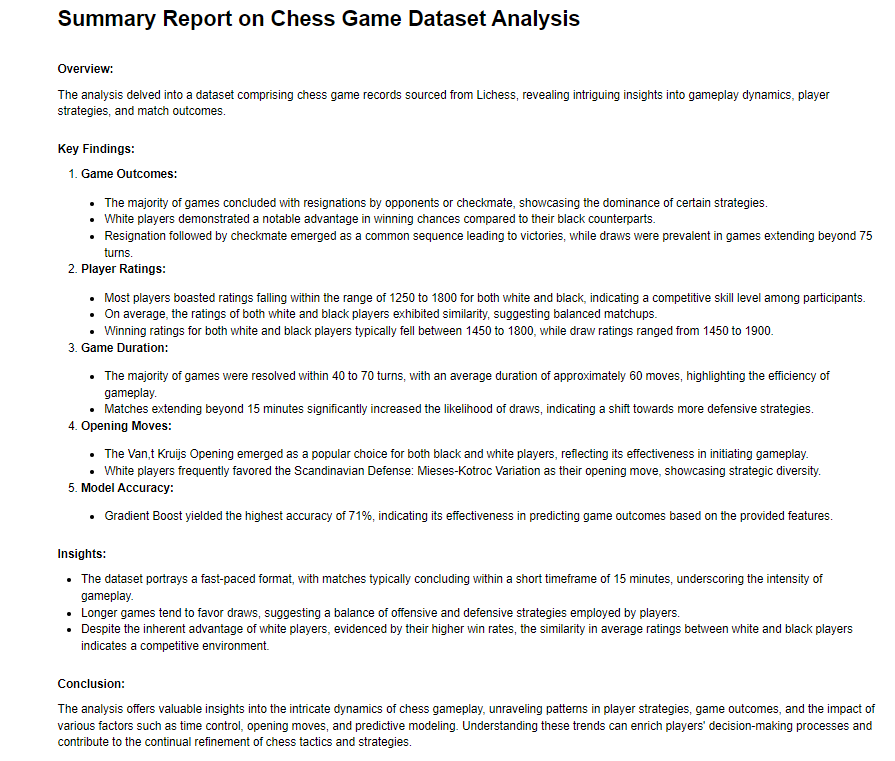 Summary Report on Chess Game Dataset Analysis
Overview:
The analysis delved into a dataset comprising chess game records sourced from Lichess, revealing intriguing insights into gameplay dynamics, player
strategies, and match outcomes.
Key Findings:
1. Game Outcomes:
• The majority of games concluded with resignations by opponents or checkmate, showcasing the dominance of certain strategies.
• White players demonstrated a notable advantage in winning chances compared to their black counterparts.
• Resignation followed by checkmate emerged as a common sequence leading to victories, while draws were prevalent in games extending beyond 75
turns.
2. Player Ratings:
• Most players boasted ratings falling within the range of 1250 to 1800 for both white and black, indicating a competitive skill level among participants.
• On average, the ratings of both white and black players exhibited similarity, suggesting balanced matchups.
• Winning ratings for both white and black players typically fell between 1450 to 1800, while draw ratings ranged from 1450 to 1900.
3. Game Duration:
• The majority of games were resolved within 40 to 70 turns, with an average duration of approximately 60 moves, highlighting the efficiency of
gameplay.
• Matches extending beyond 15 minutes significantly increased the likelihood of draws, indicating a shift towards more defensive strategies.
4. Opening Moves:
• The Van,t Kruijs Opening emerged as a popular choice for both black and white players, reflecting its effectiveness in initiating gameplay.
• White players frequently favored the Scandinavian Defense: Mieses-Kotroc Variation as their opening move, showcasing strategic diversity.
5. Model Accuracy:
• Gradient Boost yielded the highest accuracy of 71%, indicating its effectiveness in predicting game outcomes based on the provided features.
Insights:
• The dataset portrays a fast-paced format, with matches typically concluding within a short timeframe of 15 minutes, underscoring the intensity of
gameplay.
• Longer games tend to favor draws, suggesting a balance of offensive and defensive strategies employed by players.
• Despite the inherent advantage of white players, evidenced by their higher win rates, the similarity in average ratings between white and black players
indicates a competitive environment.
Conclusion:
The analysis offers valuable insights into the intricate dynamics of chess gameplay, unraveling patterns in player strategies, game outcomes, and the impact of
various factors such as time control, opening moves, and predictive modeling. Understanding these trends can enrich players' decision-making processes and
contribute to the continual refinement of chess tactics and strategies.